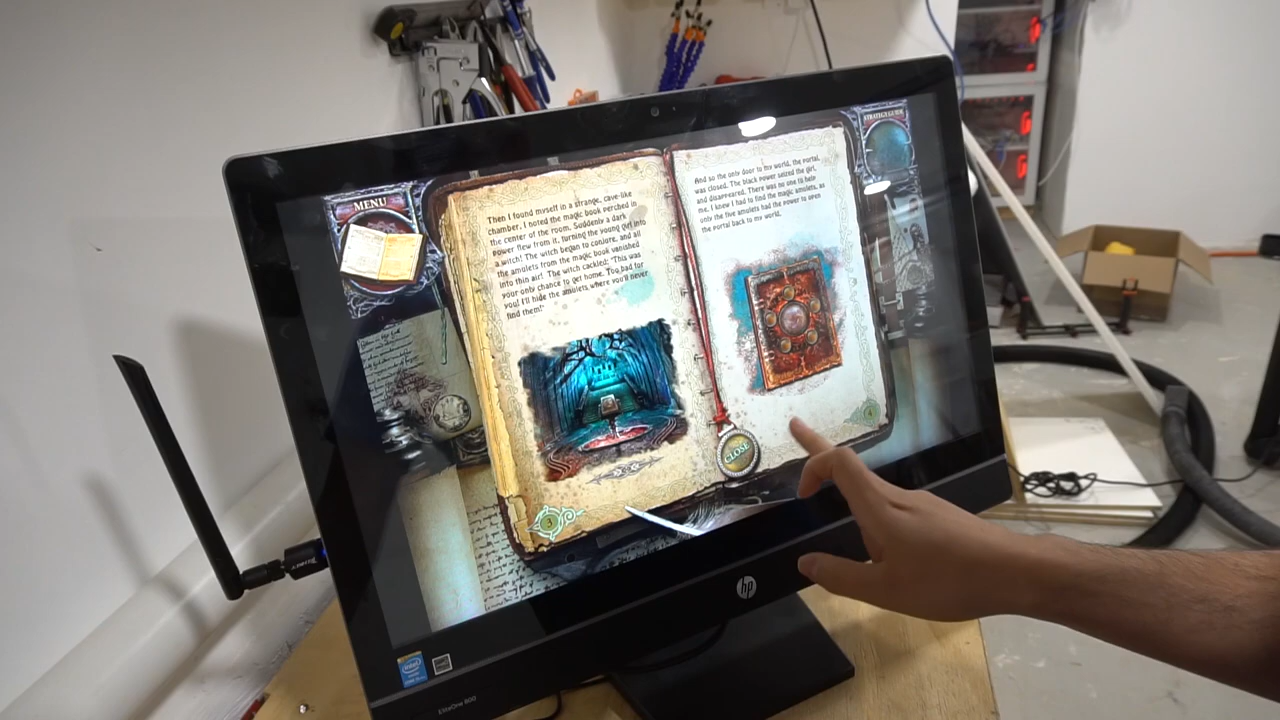 MENU
STRATEGY GUIDE
Then I found myself in a strange, cave-like
chamber. I noted the magic book perched in
the center of the room. Suddenly a dark
power flew from it, turning the young girl into
a witch! The witch began to conjure, and all
the amulets from the magic book vanished
into thin air! The witch cackled: "This was
your only chance to get home. Too bad for
you! I'll hide the amulets where you'll never
find them!"
3
And so the only door to my world, the portal,
was closed. The black power seized the girl,
and disappeared. There was no one to help
me. I knew I had to find the magic amulets, as
only the five amulets had the power to open
the portal back to my world.
4
CLOSE
hp
intel
EliteOne 800